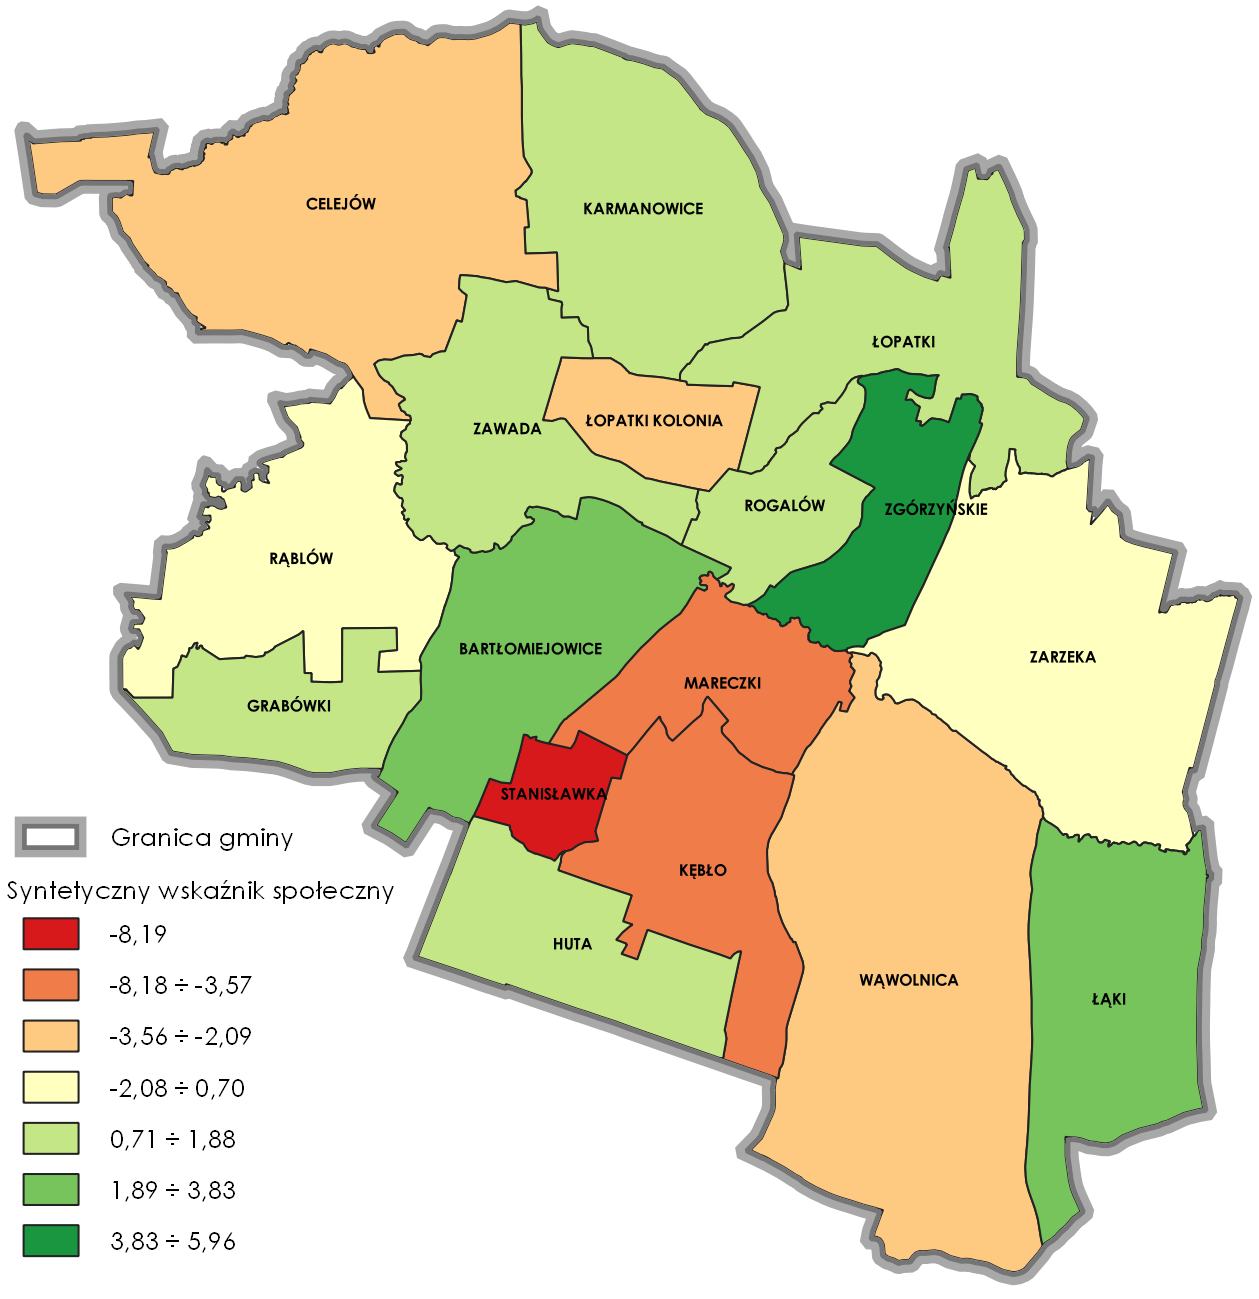 CELEJÓW
KARMANOWICE
ŁOPATKI
ŁOPATKI KOLONIA
ZAWADA
ROGALÓW
ZGÓRZYŃSKIE
RĄBLÓW
BARTŁOMIEJOWICE
ZARZEKA
MARECZKI
GRABÓWKI
STANISŁAWKA
KĘBŁO
HUTA
WĄWOLNICA
ŁĄKI
Granica gminy
Syntetyczny wskaźnik społeczny
-8,19
-8,18 ÷ -3,57
-3,56 ÷ -2,09
-2,08 ÷ 0,70
0,71 ÷ 1,88
1,89 ÷ 3,83
3,83 ÷ 5,96